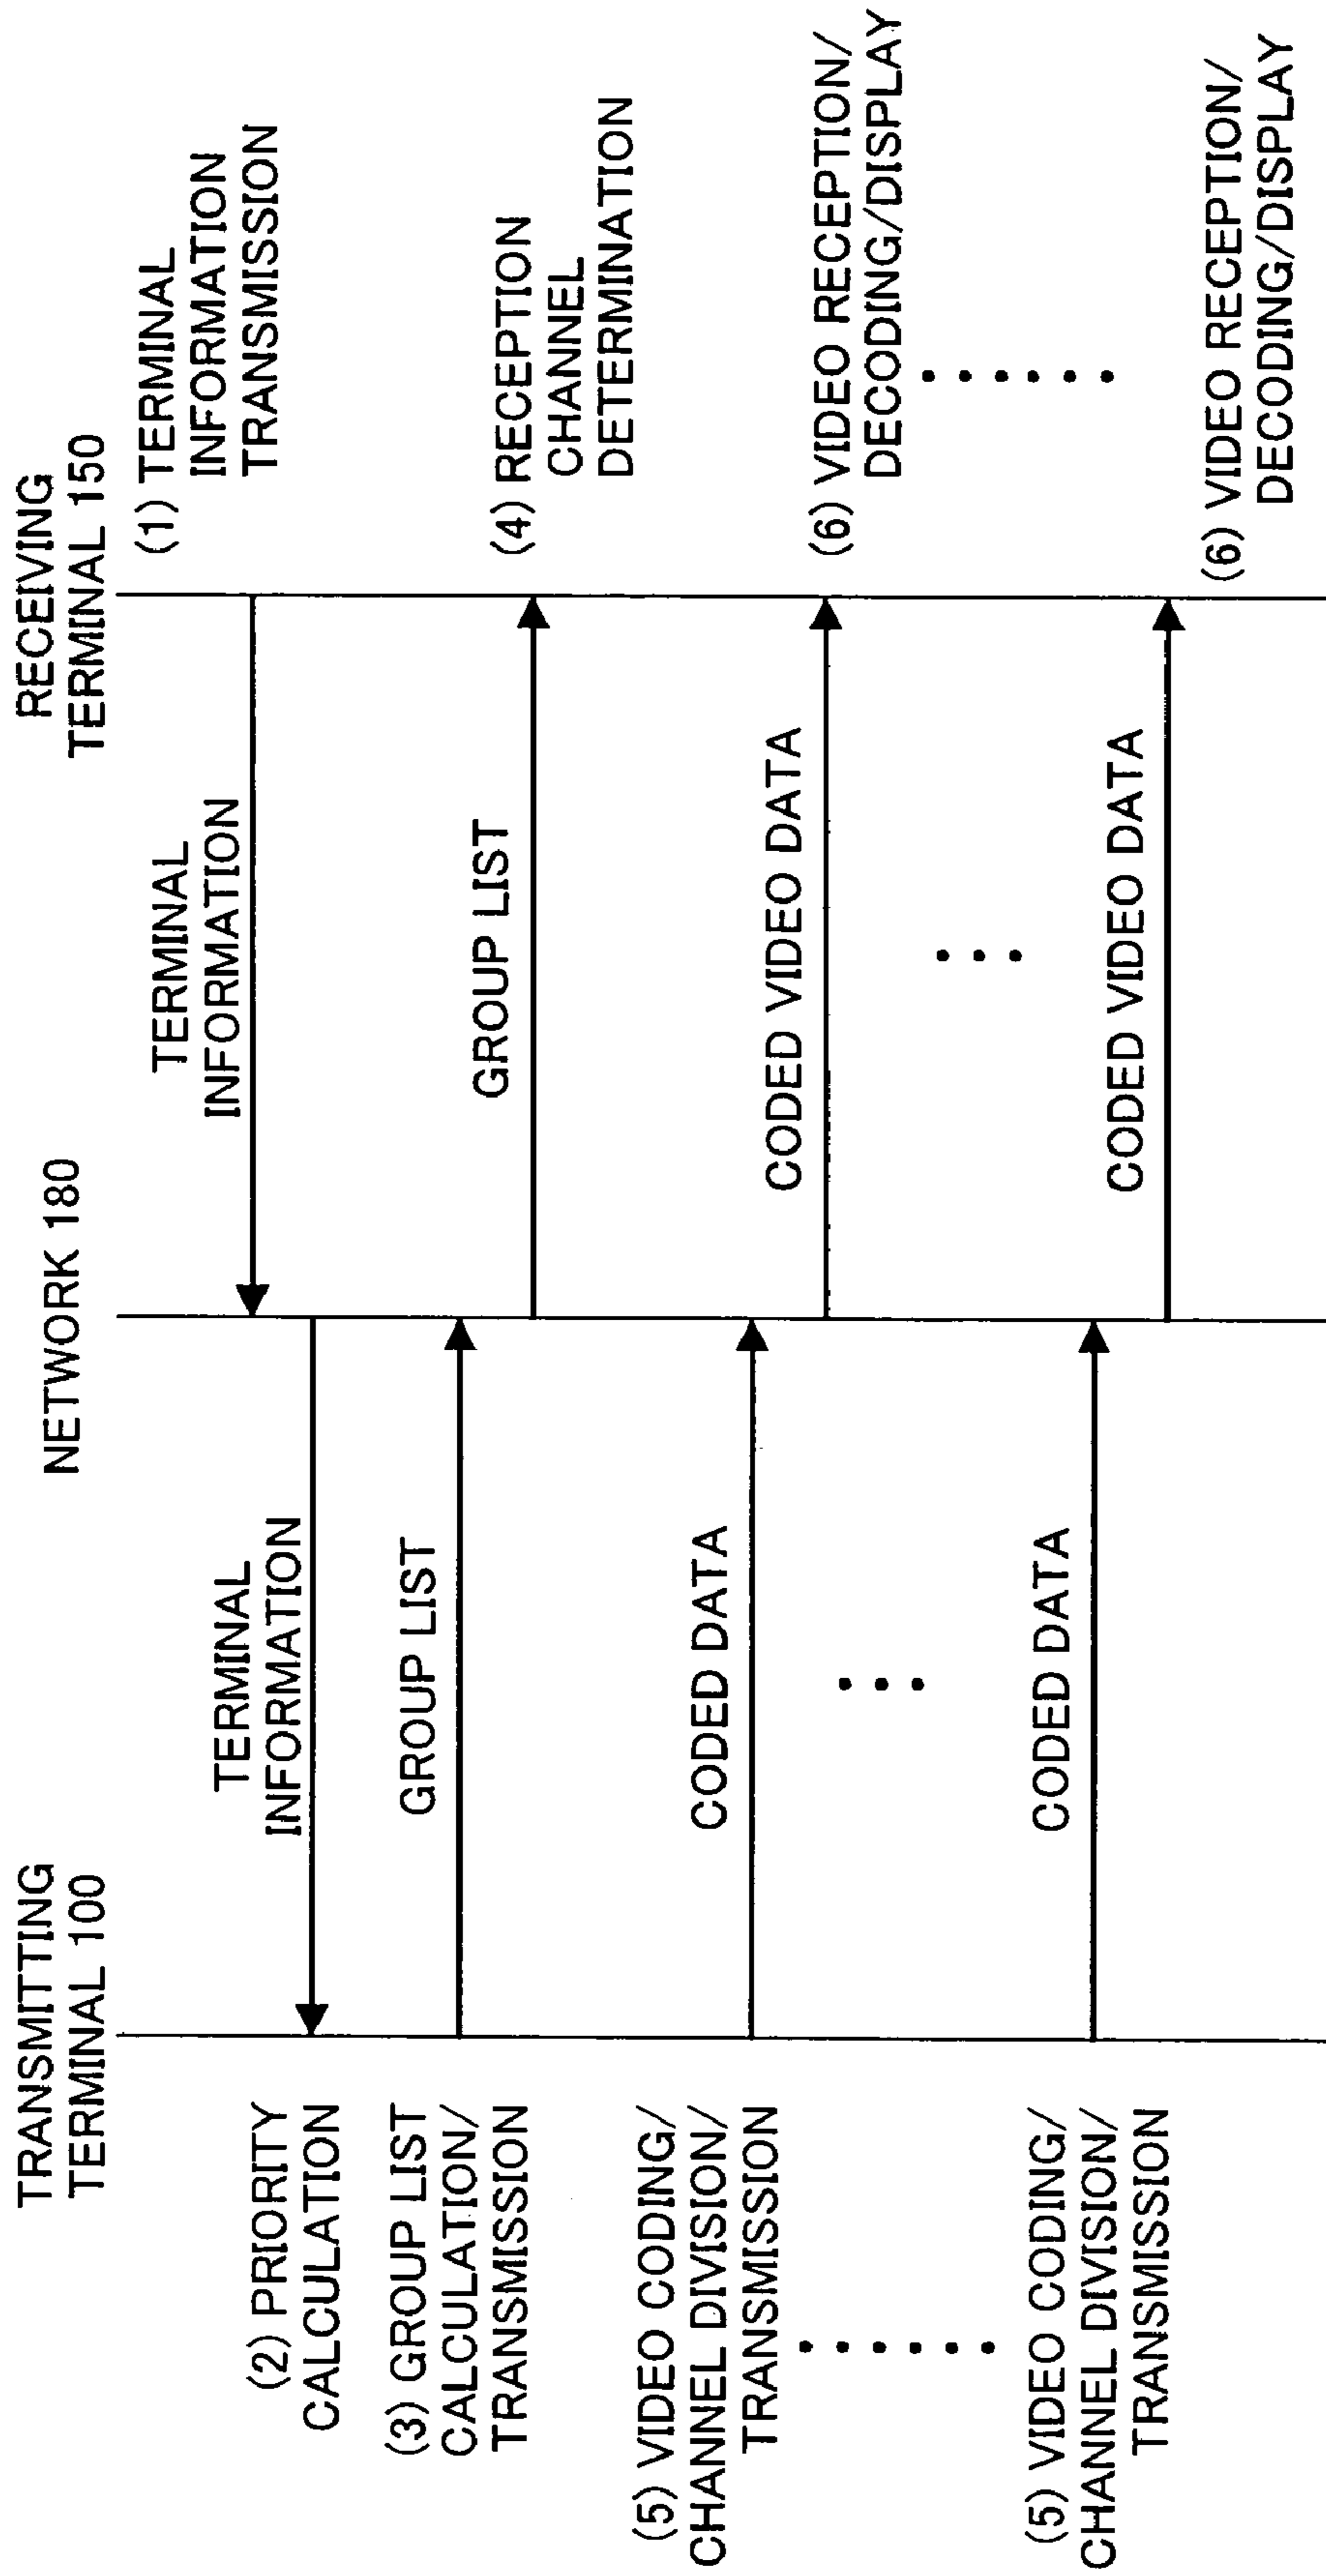 TRANSMITTING
TERMINAL 100
NETWORK 180
RECEIVING
TERMINAL 150
(1) TERMINAL
INFORMATION
TRANSMISSION
TERMINAL
INFORMATION
TERMINAL
INFORMATION
(2) PRIORITY
CALCULATION
(3) GROUP LIST
CALCULATION/
TRANSMISSION
GROUP LIST
GROUP LIST
(4) RECEPTION
CHANNEL
DETERMINATION
(5) VIDEO CODING/
CHANNEL DIVISION/
TRANSMISSION
CODED DATA
CODED VIDEO DATA
(6) VIDEO RECEPTION/
DECODING/DISPLAY
(5) VIDEO CODING/
CHANNEL DIVISION/
TRANSMISSION
CODED DATA
CODED VIDEO DATA
(6) VIDEO RECEPTION/
DECODING/DISPLAY